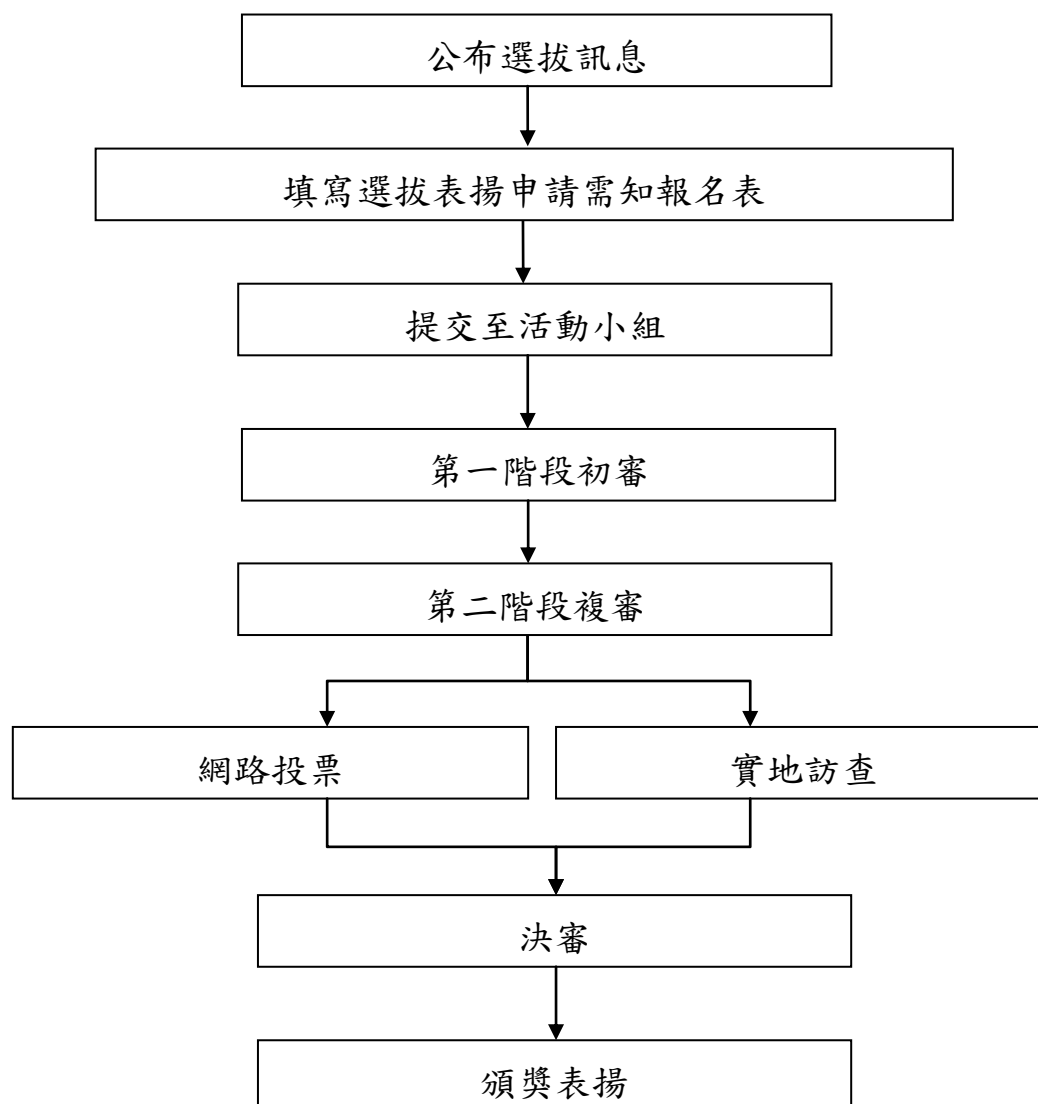 公布選拔訊息
填寫選拔表揚申請需知報名表
提交至活動小組
第一階段初審
第二階段複審
網路投票
實地訪查
決審
頒獎表揚